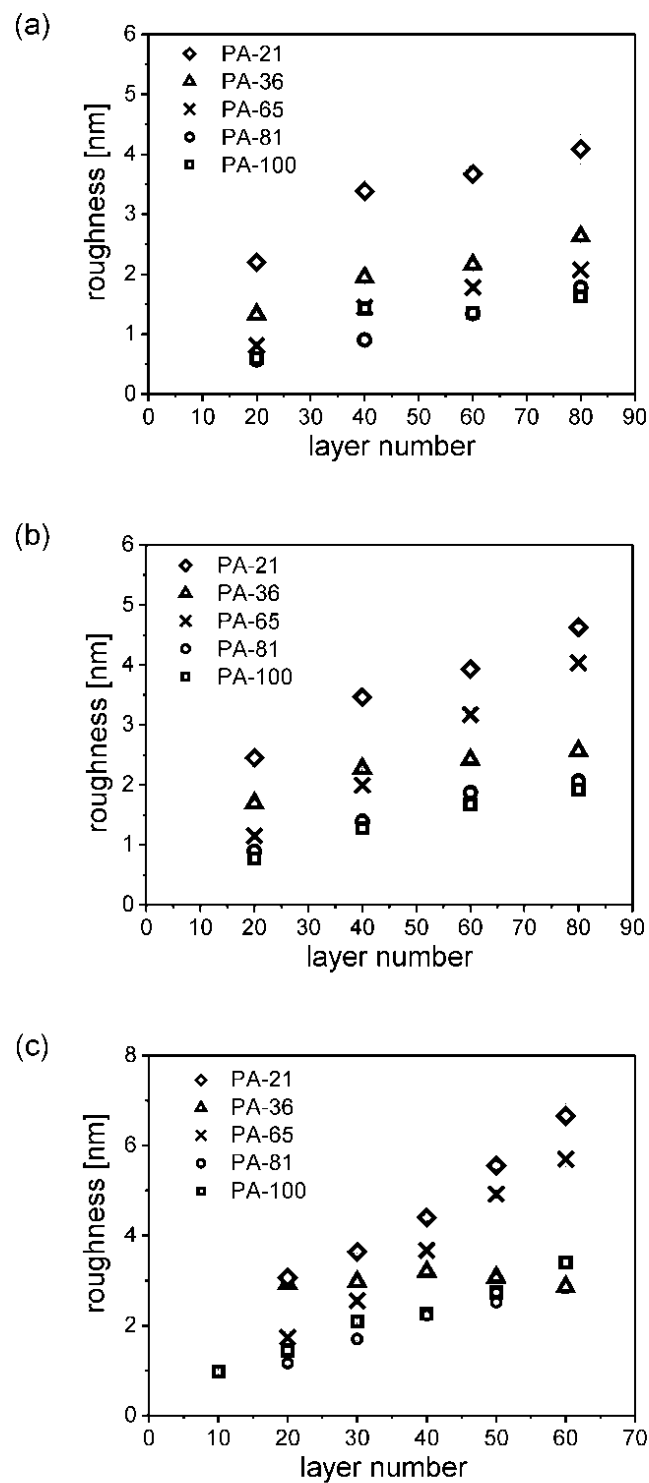 (a)
6
5
4
3
2
1
0
roughness [nm]
PA-21
PA-36
PA-65
PA-81
PA-100
0 10 20 30 40 50 60 70 80 90
layer number
(b)
6
5
4
3
2
1
0
roughness [nm]
PA-21
PA-36
PA-65
PA-81
PA-100
0 10 20 30 40 50 60 70 80 90
layer number
(c)
8
6
4
2
0
roughness [nm]
PA-21
PA-36
PA-65
PA-81
PA-100
0 10 20 30 40 50 60 70
layer number